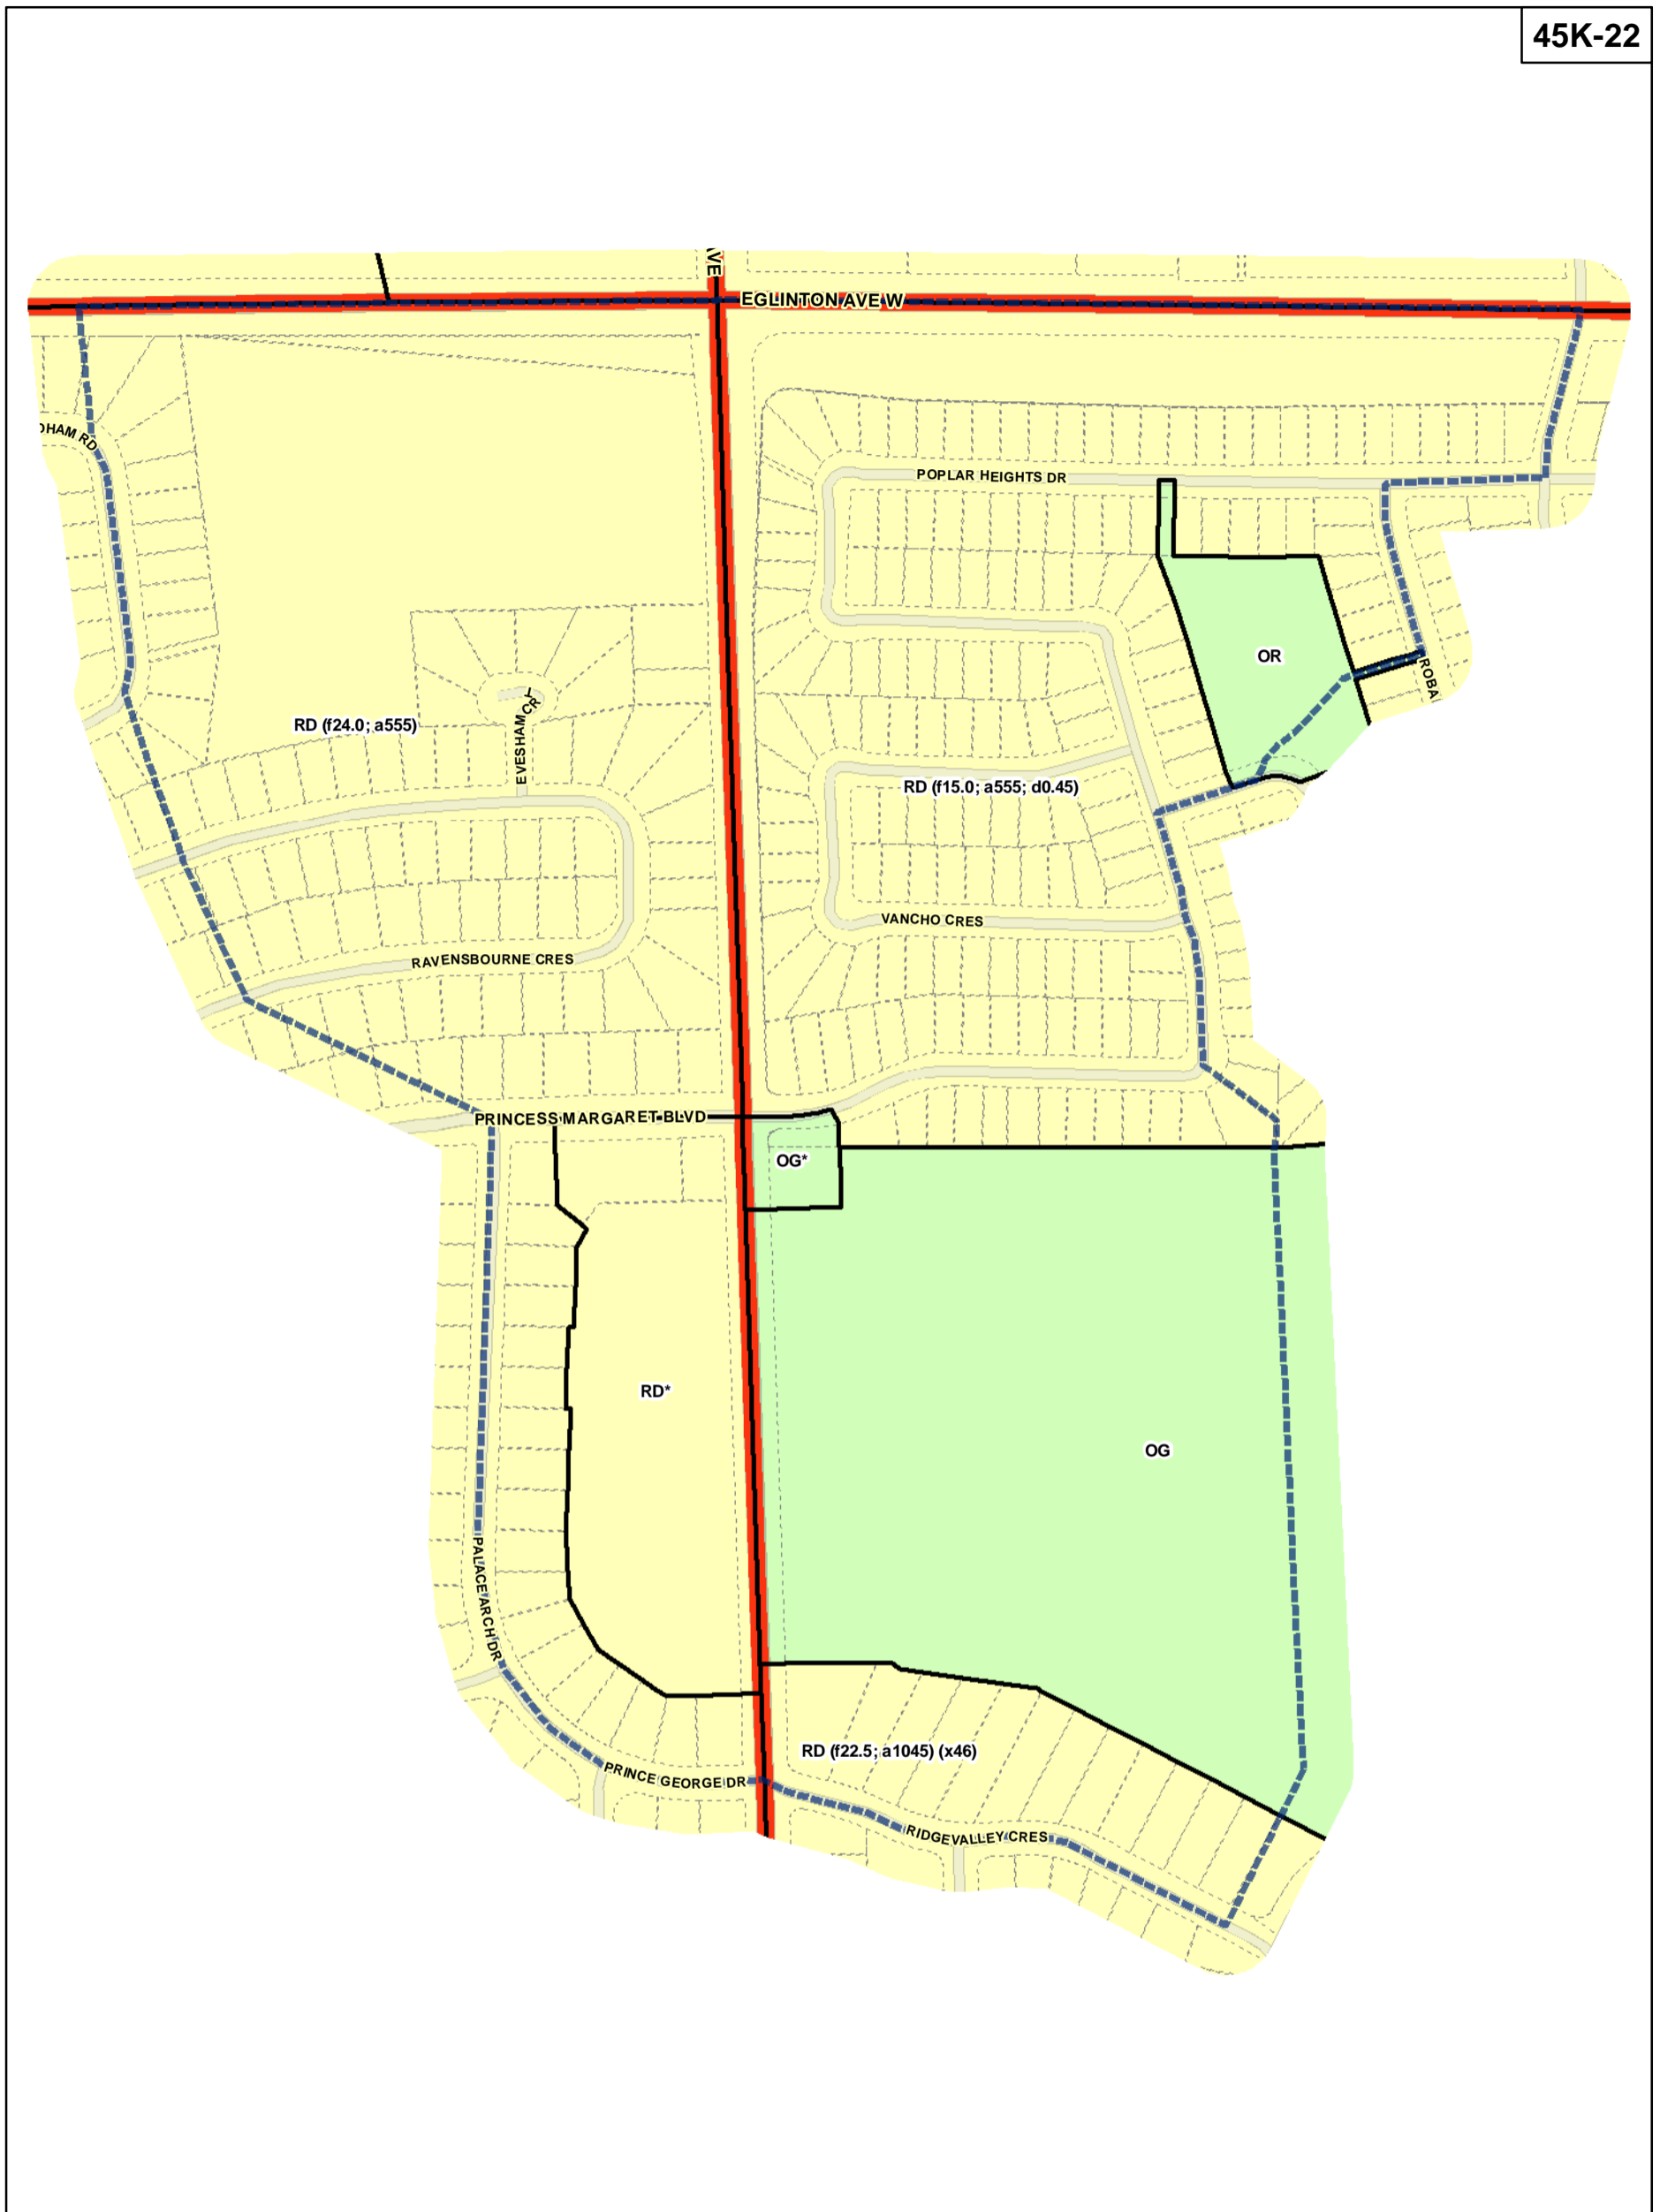 45K-22
AVE
EGLINTON AVE W
DHAM RD
POPLAR HEIGHTS DR
OR
ROBA
RD (f24.0; a555)
EVESHAM CRT
RD (f15.0; a555; d0.45)
VANCHO CRES
RAVENSBOURNE CRES
PRINCESS MARGARET BLVD
OG*
RD*
OG
PALACE ARCH DR
RD (f22.5; a1045) (x46)
PRINCE GEORGE DR
RIDGEVALLEY CRES